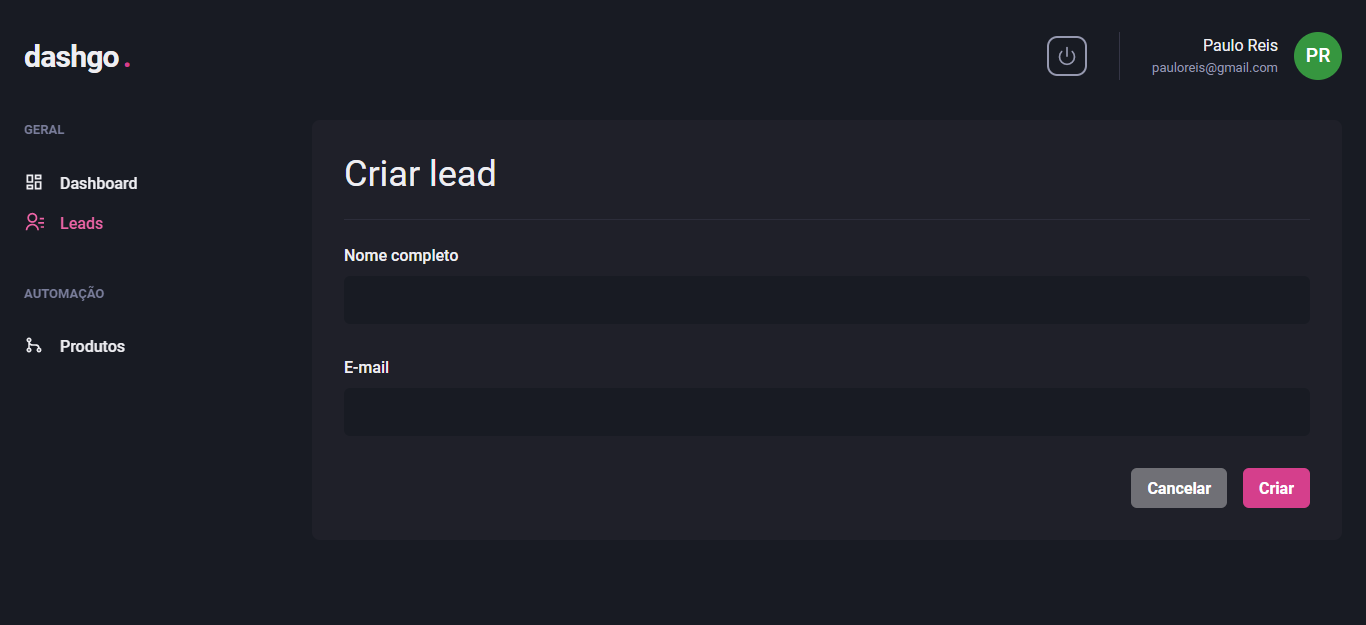 dashgo.
Paulo Reis
pauloreis@gmail.com
PR
GERAL
Dashboard
Leads
AUTOMAÇÃO
Produtos
Criar lead
Nome completo
E-mail
Cancelar
Criar